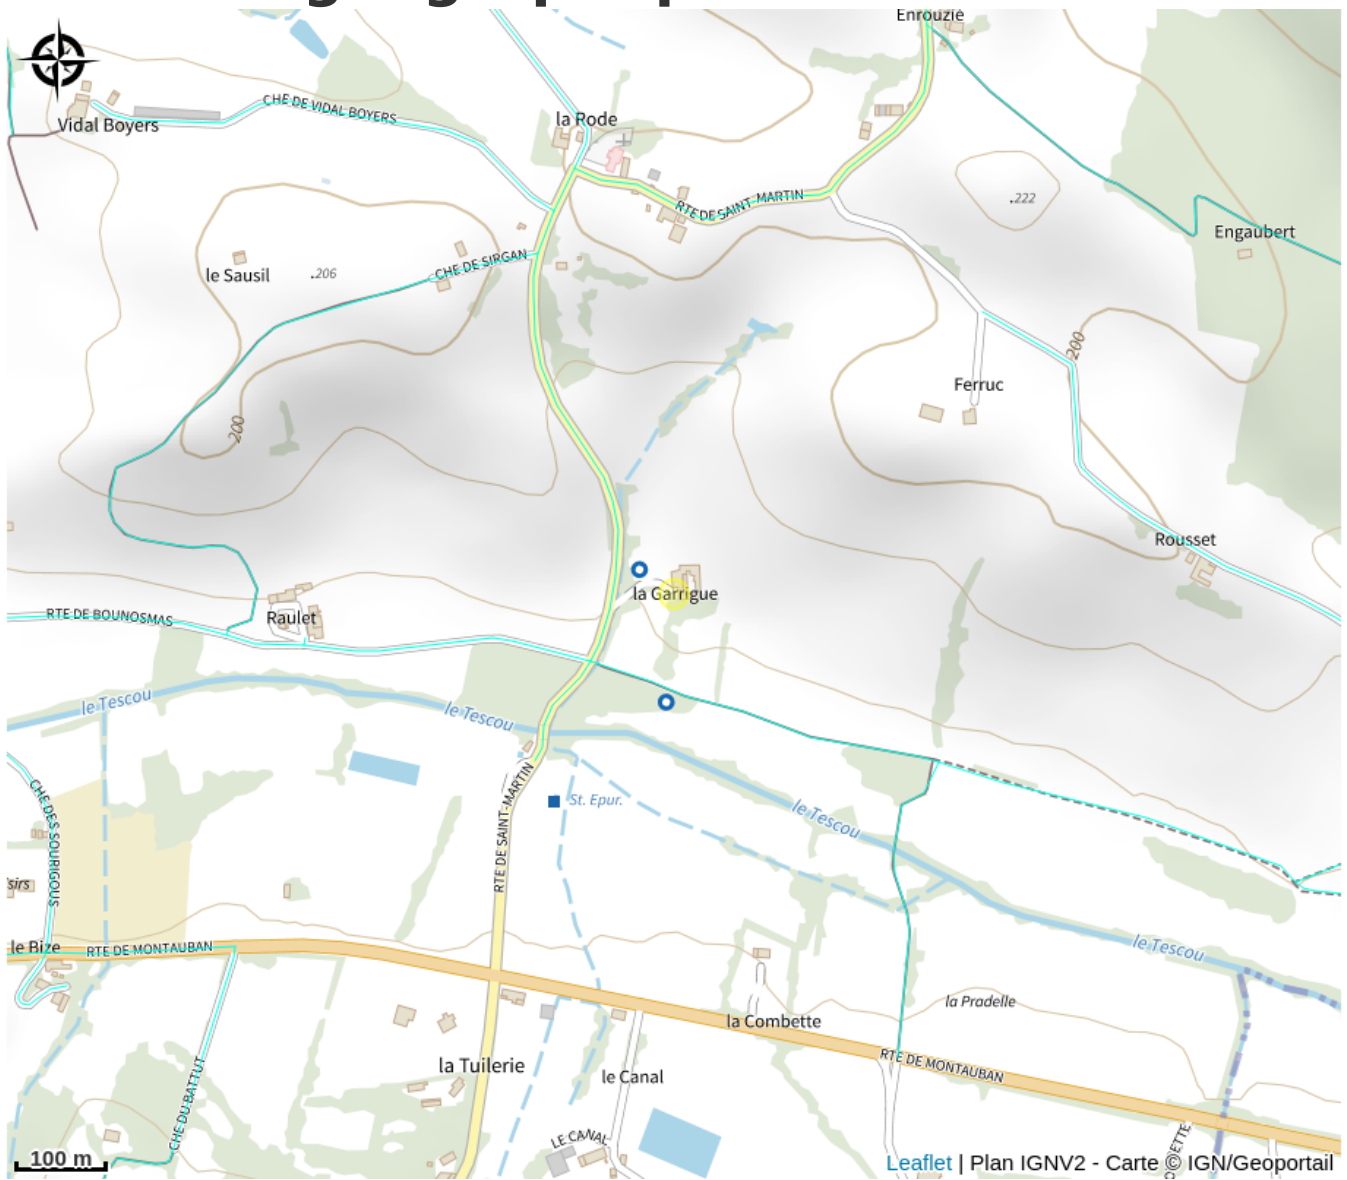 Enrouzié
CHE DE VIDAL BOYERS
Vidal Boyers
la Rode
RTE DE SAINT-MARTIN
.222
Engaubert
CHE DE SIRGAN
le Sausil
.206
200
Ferruc
200
Rousset
la Garrigue
RTE DE BOUNOSMAS
Raulet
le Tescou
le Tescou
CHE DES SOURIGOUS
RTE DE SAINT-MARTIN
St. Epur.
le Tescou
sirs
le Bize
RTE DE MONTAUBAN
le Tescou
la Pradelle
la Combette
la Tuilerie
le Canal
RTE DE MONTAUBAN
CHE DU BATTUT
LE CANAL
100 m
Leaflet | Plan IGNV2 - Carte © IGN/Geoportail